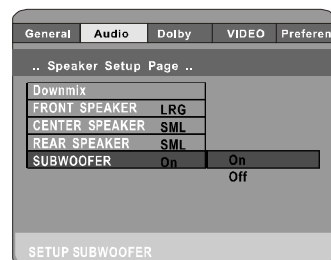 General Audio Dolby VIDEO Preferen
.. Speaker Setup Page ..
Downmix
FRONT SPEAKER LRG
CENTER SPEAKER SML
REAR SPEAKER SML
SUBWOOFER On On
Off
SETUP SUBWOOFER